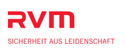 RVM
SICHERHEIT AUS LEIDENSCHAFT